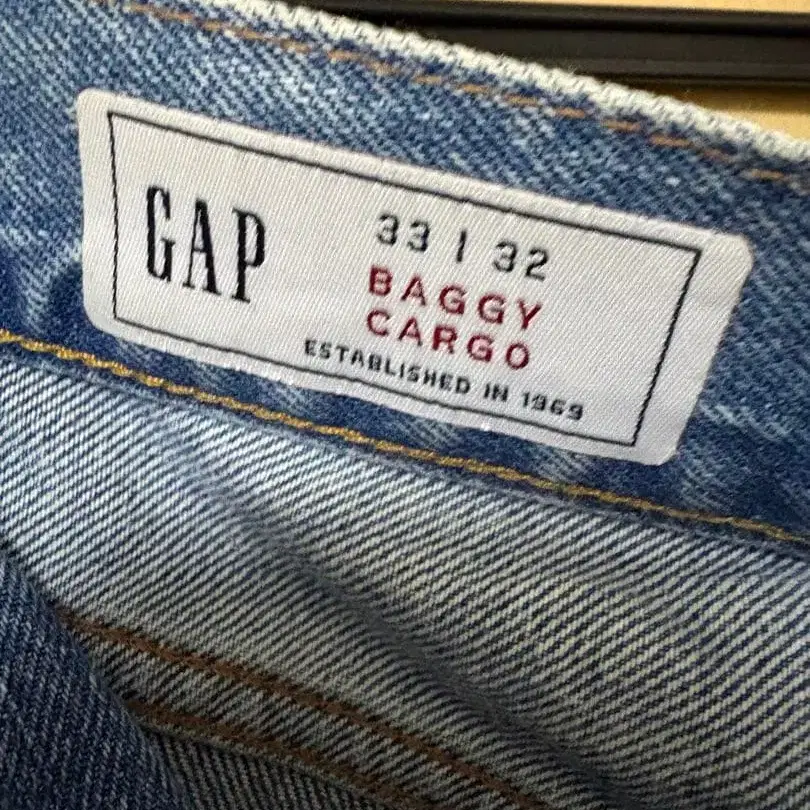 GAP
33 | 32
BAGGY
CARGO
ESTABLISHED IN 1969